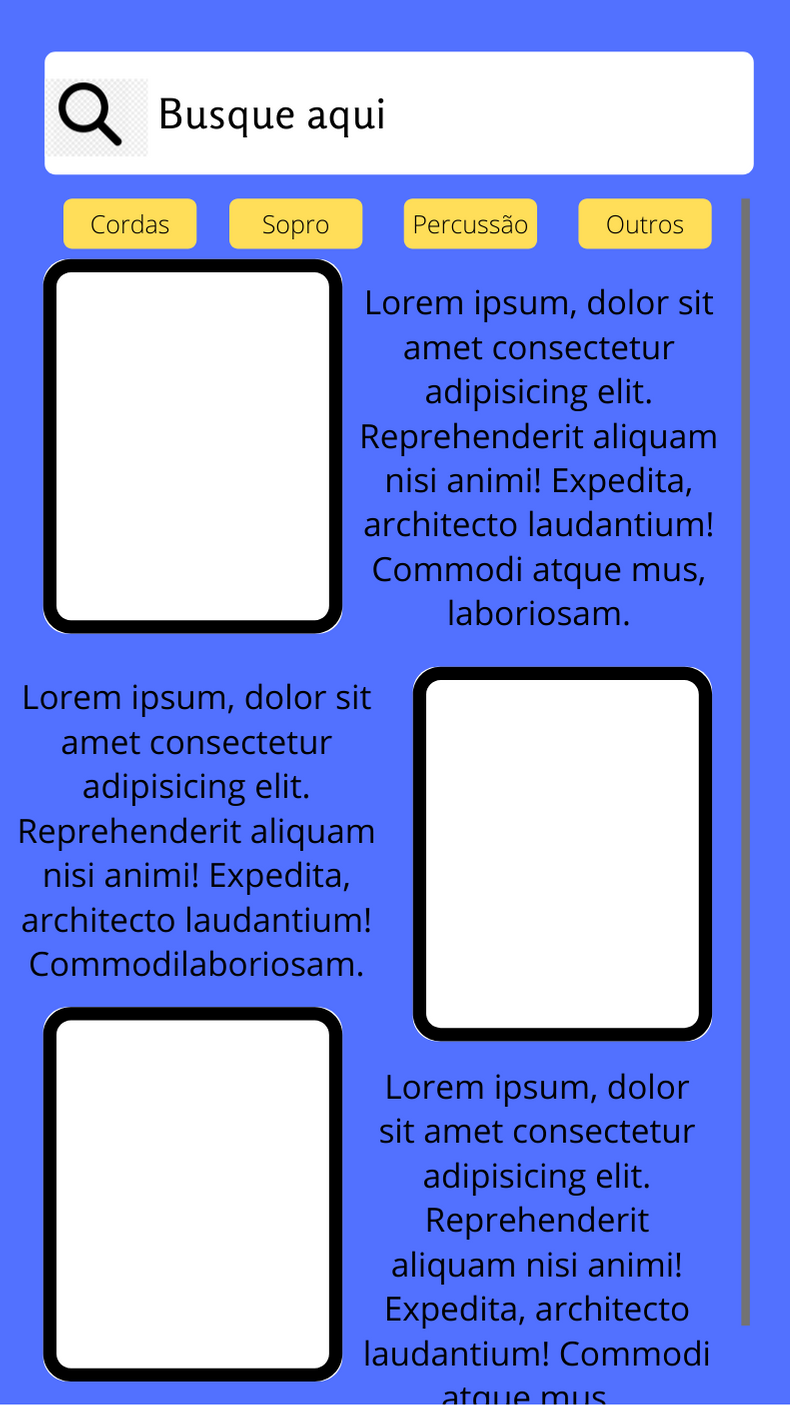 Busque aqui
Cordas
Sopro
Percussão
Outros
Lorem ipsum, dolor sit
amet consectetur
adipisicing elit.
Reprehenderit aliquam
nisi animi! Expedita,
architecto laudantium!
Commodi atque mus,
laboriosam.
Lorem ipsum, dolor sit
amet consectetur
adipisicing elit.
Reprehenderit aliquam
nisi animi! Expedita,
architecto laudantium!
Commodilaboriosam.
Lorem ipsum, dolor
sit amet consectetur
adipisicing elit.
Reprehenderit
aliquam nisi animi!
Expedita, architecto
laudantium! Commodi
atque mus